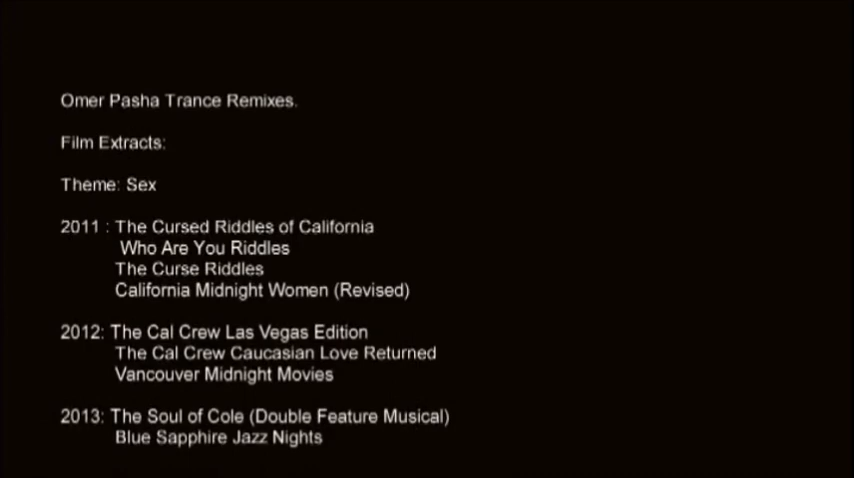 Omer Pasha Trance Remixes.
Film Extracts:
Theme: Sex
2011 : The Cursed Riddles of California
Who Are You Riddles
The Curse Riddles
California Midnight Women (Revised)
2012: The Cal Crew Las Vegas Edition
The Cal Crew Caucasian Love Returned
Vancouver Midnight Movies
2013: The Soul of Cole (Double Feature Musical)
Blue Sapphire Jazz Nights